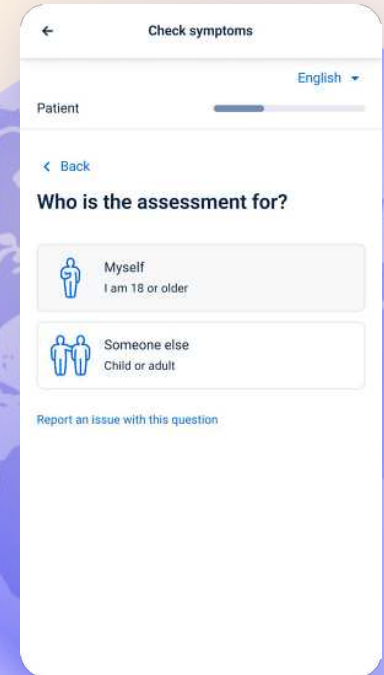 Check symptoms
English
Patient
Back
Who is the assessment for?
Myself
I am 18 or older
Someone else
Child or adult
Report an issue with this question